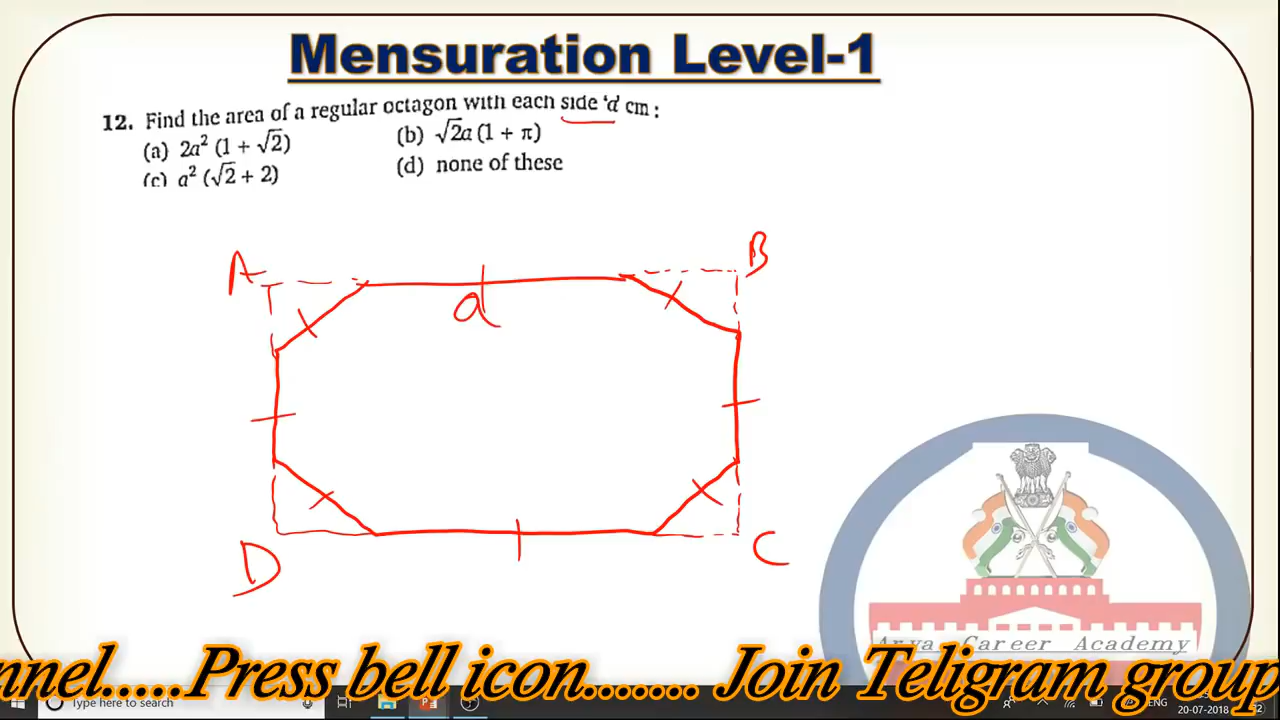 Mensuration Level-1
12. Find the area of a regular octagon with each side 'a' cm :
(a) 2a² (1 + √2)
(b) √2a (1 + π)
(c) a² (√2 + 2)
(d) none of these
A
B
a
D
C
Arya Career Academy
nnel.....Press bell icon....... Join Teligram group
Type here to search
ENG
20-07-2018